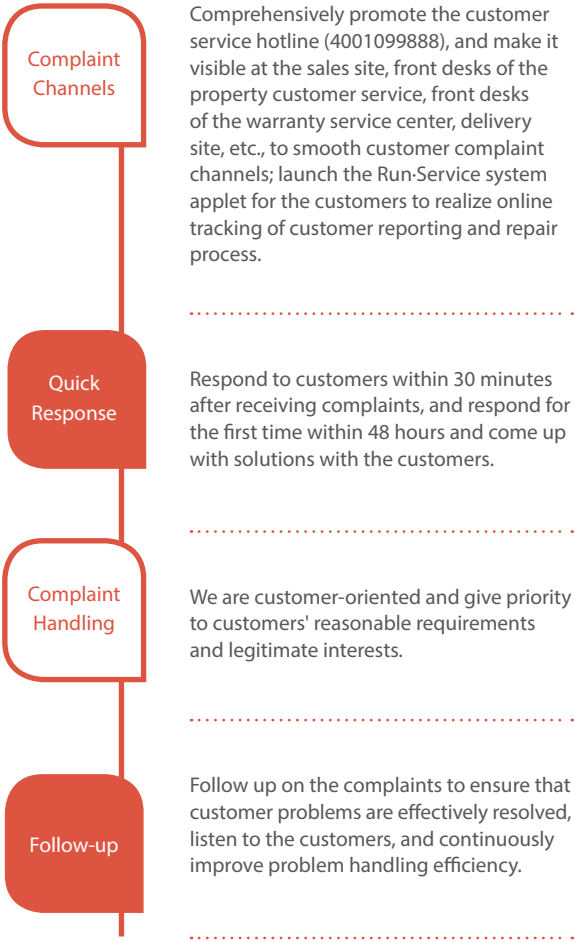 Complaint
Channels
Comprehensively promote the customer
service hotline (4001099888), and make it
visible at the sales site, front desks of the
property customer service, front desks
of the warranty service center, delivery
site, etc., to smooth customer complaint
channels; launch the Run·Service system
applet for the customers to realize online
tracking of customer reporting and repair
process.
Quick
Response
Respond to customers within 30 minutes
after receiving complaints, and respond for
the first time within 48 hours and come up
with solutions with the customers.
Complaint
Handling
We are customer-oriented and give priority
to customers' reasonable requirements
and legitimate interests.
Follow-up
Follow up on the complaints to ensure that
customer problems are effectively resolved,
listen to the customers, and continuously
improve problem handling efficiency.